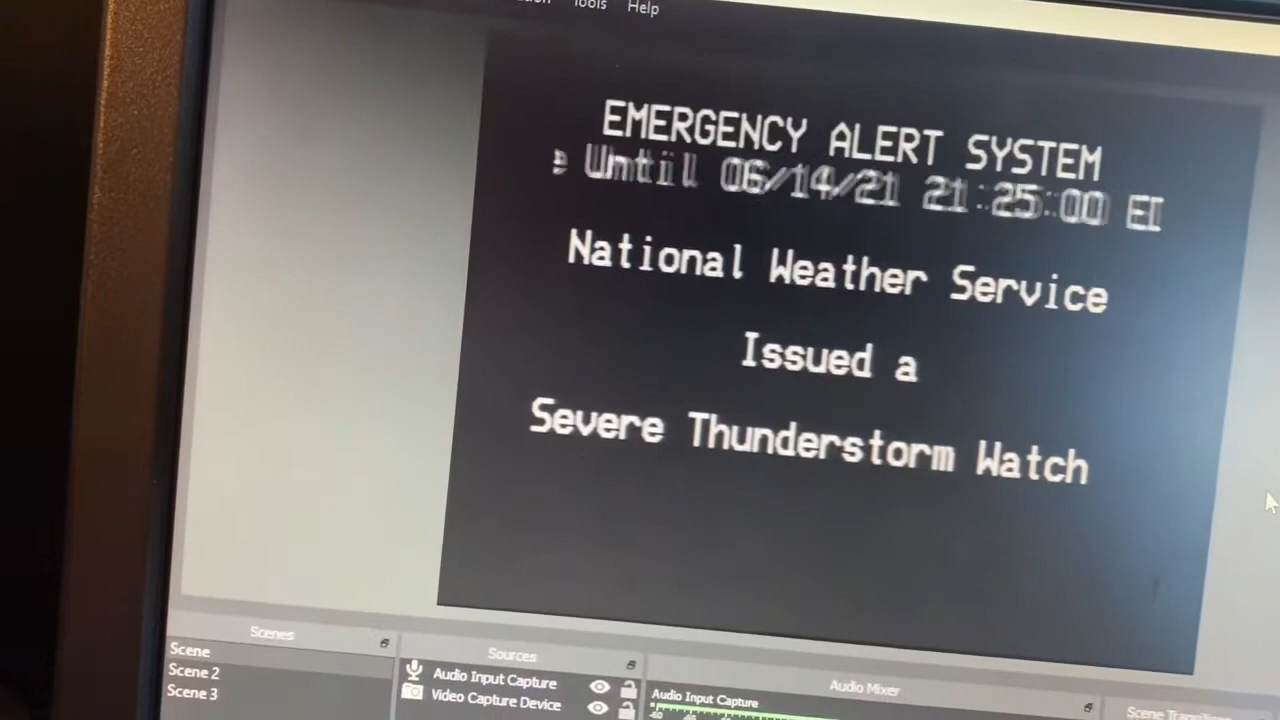 Tools Help
EMERGENCY ALERT SYSTEM
Until 06/14/21 21:25:00
National Weather Service
Issued a
Severe Thunderstorm Watch
Scenes
Scene
Scene 2
Scene 3
Sources
Audio Input Capture
Video Capture Device
Audio Mixer
Audio Input Capture
Scene